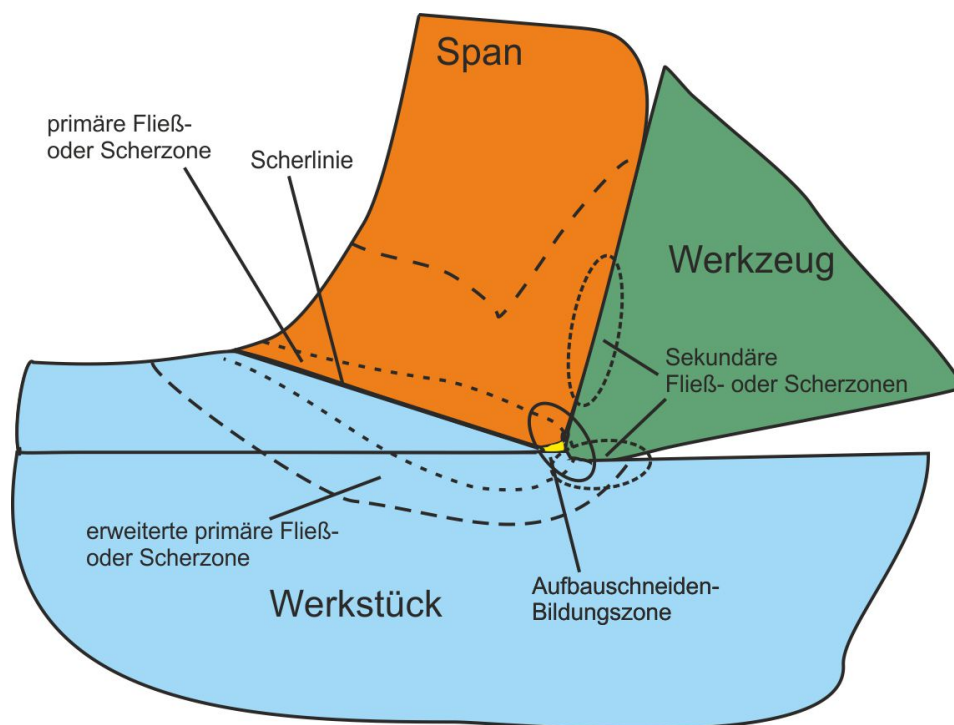 Span
primäre Fließ-
oder Scherzone
Scherlinie
Werkzeug
Sekundäre
Fließ- oder Scherzonen
erweiterte primäre Fließ-
oder Scherzone
Aufbauschneiden-
Bildungszone
Werkstück